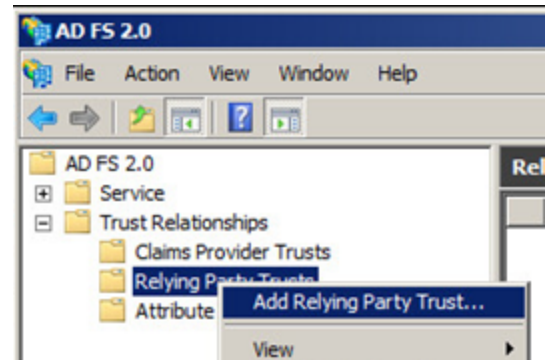 AD FS 2.0
File Action View Window Help
AD FS 2.0
Service
Trust Relationships
Claims Provider Trusts
Relying Party Trusts
Attribute
Rel
Add Relying Party Trust...
View